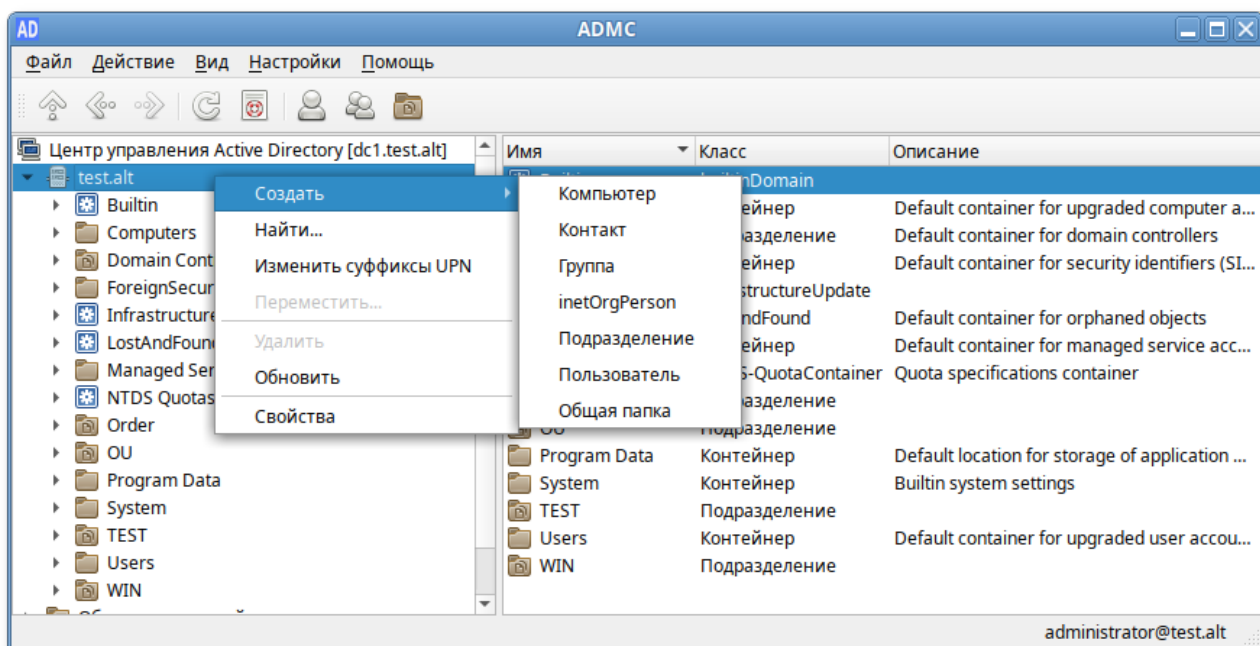 AD ADMC
Файл Действие Вид Настройки Помощь
Центр управления Active Directory [dc1.test.alt]
Имя Класс Описание
test.alt
Builtin
Computers
Domain Cont
ForeignSecur
Infrastructure
LostAndFoun
Managed Ser
NTDS Quotas
Order
OU
Program Data
System
TEST
Users
WIN
Создать
Найти...
Изменить суффиксы UPN
Переместить...
Удалить
Обновить
Свойства
Компьютер
Контакт
Группа
inetOrgPerson
Подразделение
Пользователь
Общая папка
nDomain
ейнер Default container for upgraded computer a...
азделение Default container for domain controllers
ейнер Default container for security identifiers (SI...
structureUpdate
ndFound Default container for orphaned objects
ейнер Default container for managed service acc...
S-QuotaContainer Quota specifications container
азделение
OU Подразделение
Program Data Контейнер Default location for storage of application ...
System Контейнер Builtin system settings
TEST Подразделение
Users Контейнер Default container for upgraded user accou...
WIN Подразделение
administrator@test.alt